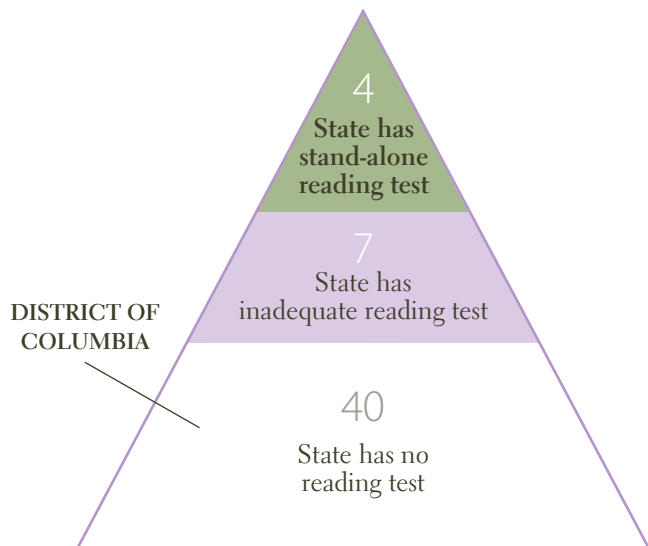 4
State has
stand-alone
reading test
7
State has
inadequate reading test
DISTRICT OF
COLUMBIA
40
State has no
reading test